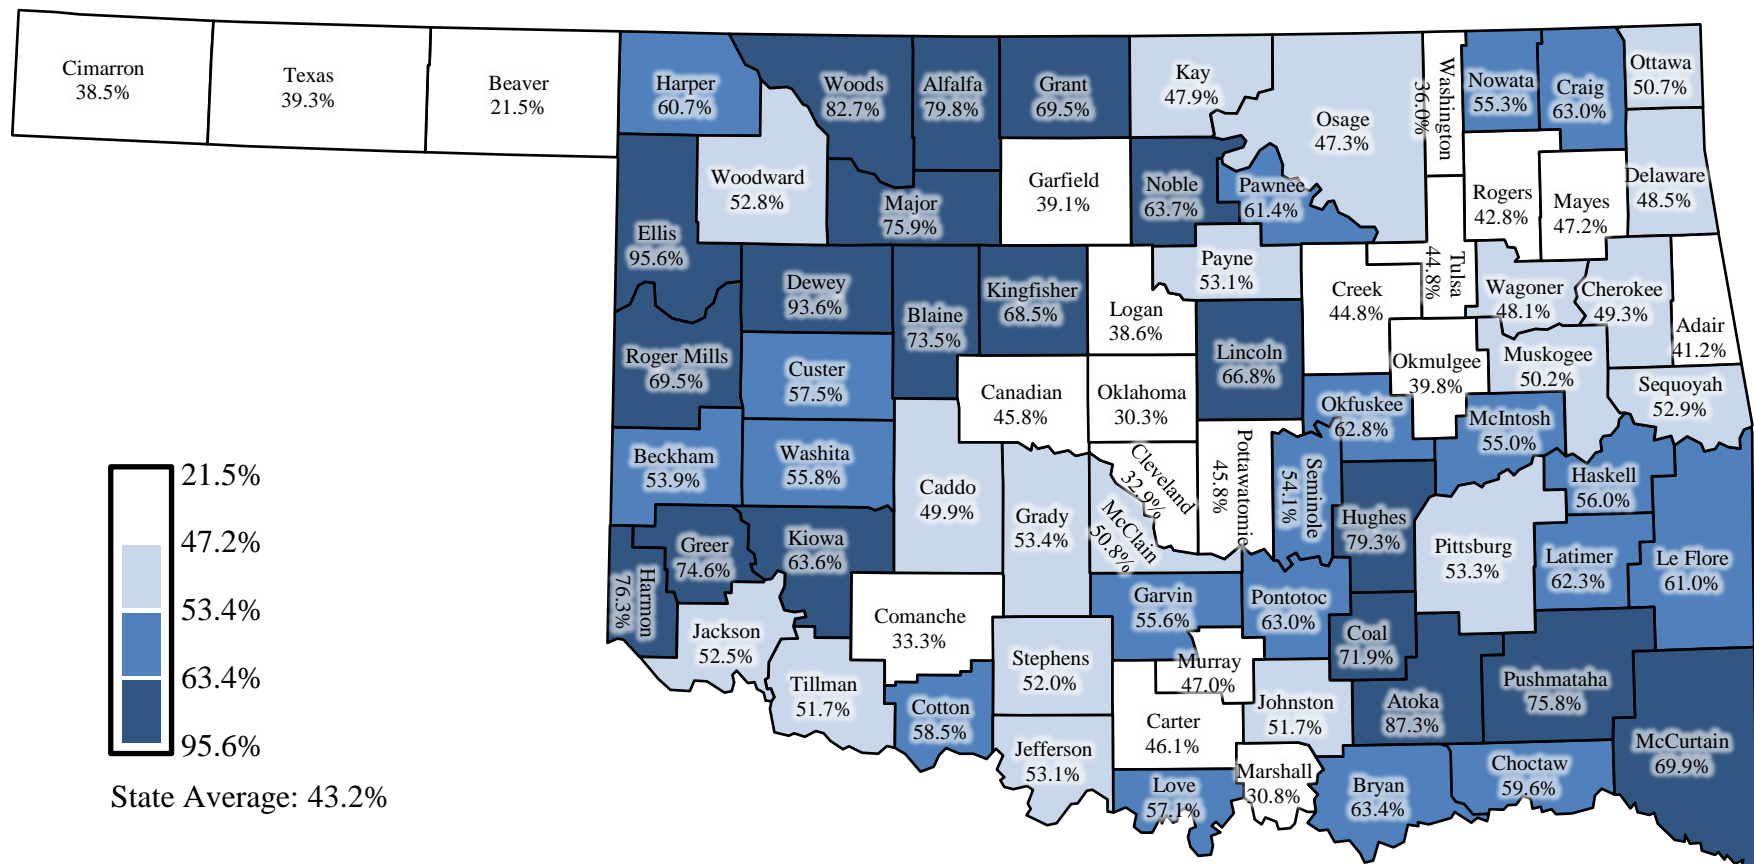 Cimarron
38.5%
Texas
39.3%
Beaver
21.5%
Harper
60.7%
Woods
82.7%
Alfalfa
79.8%
Grant
69.5%
Kay
47.9%
Osage
47.3%
Washington
36.0%
Nowata
55.3%
Craig
63.0%
Ottawa
50.7%
Woodward
52.8%
Major
75.9%
Garfield
39.1%
Noble
63.7%
Pawnee
61.4%
Rogers
42.8%
Mayes
47.2%
Delaware
48.5%
Ellis
95.6%
Dewey
93.6%
Blaine
73.5%
Kingfisher
68.5%
Logan
38.6%
Payne
53.1%
Creek
44.8%
Tulsa
44.8%
Wagoner
48.1%
Cherokee
49.3%
Adair
41.2%
Roger Mills
69.5%
Custer
57.5%
Canadian
45.8%
Oklahoma
30.3%
Lincoln
66.8%
Okmulgee
39.8%
Muskogee
50.2%
Sequoyah
52.9%
Okfuskee
62.8%
McIntosh
55.0%
Beckham
53.9%
Washita
55.8%
Caddo
49.9%
Grady
53.4%
Cleveland
32.9%
McClain
50.8%
Pottawatomie
45.8%
Seminole
54.1%
Hughes
79.3%
Pittsburg
53.3%
Haskell
56.0%
Latimer
62.3%
Le Flore
61.0%
Harmon
76.3%
Greer
74.6%
Kiowa
63.6%
Jackson
52.5%
Comanche
33.3%
Tillman
51.7%
Cotton
58.5%
Stephens
52.0%
Jefferson
53.1%
Garvin
55.6%
Murray
47.0%
Carter
46.1%
Love
57.1%
Pontotoc
63.0%
Johnston
51.7%
Marshall
30.8%
Coal
71.9%
Atoka
87.3%
Bryan
63.4%
Pushmataha
75.8%
Choctaw
59.6%
McCurtain
69.9%
21.5%
47.2%
53.4%
63.4%
95.6%
State Average: 43.2%